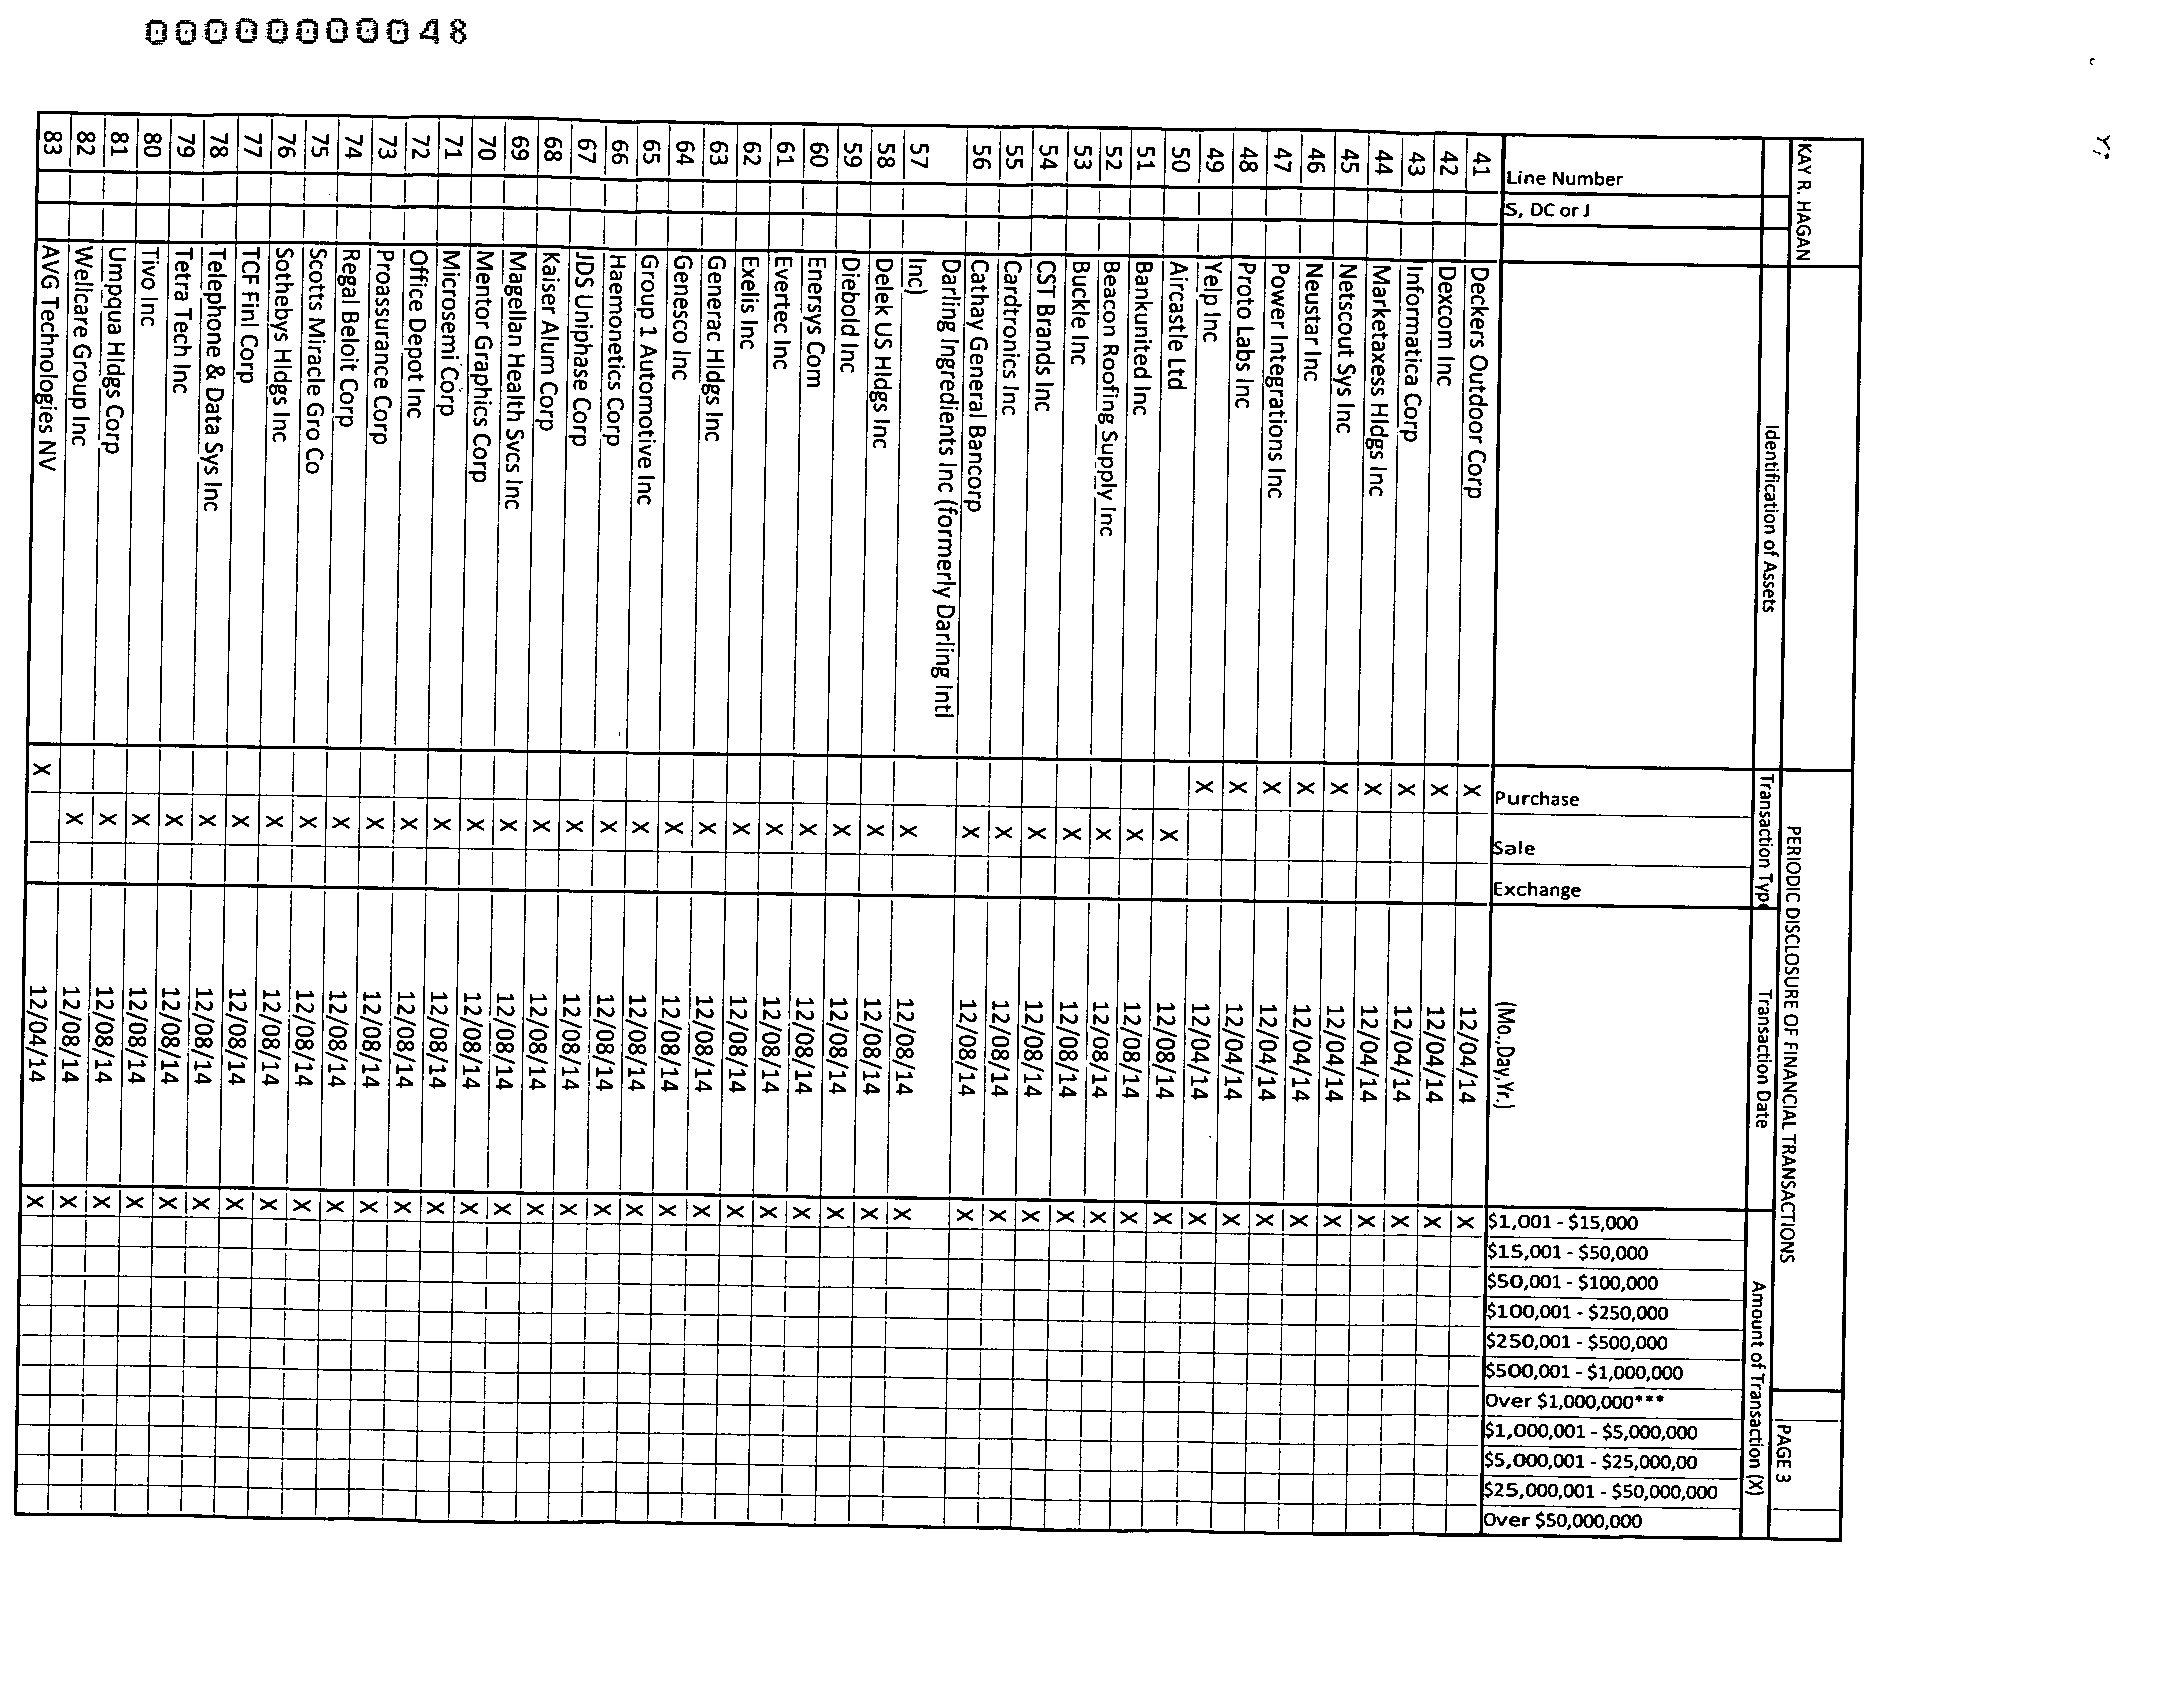 000000000048
KAY R. HAGAN PERIODIC DISCLOSURE OF FINANCIAL TRANSACTIONS PAGE 3
Identification of Assets Transaction Type Transaction Date Amount of Transaction (X)
Line Number S, DC or J Purchase Sale Exchange (Mo.,Day,Yr.) $1,001 - $15,000 $15,001 - $50,000 $50,001 - $100,000 $100,001 - $250,000 $250,001 - $500,000 $500,001 - $1,000,000 Over $1,000,000*** $1,000,001 - $5,000,000 $5,000,001 - $25,000,00 $25,000,001 - $50,000,000 Over $50,000,000
41 Deckers Outdoor Corp X 12/04/14 X
42 Dexcom Inc X 12/04/14 X
43 Informatica Corp X 12/04/14 X
44 Marketaxess Hldgs Inc X 12/04/14 X
45 Netscout Sys Inc X 12/04/14 X
46 Neustar Inc X 12/04/14 X
47 Power Integrations Inc X 12/04/14 X
48 Proto Labs Inc X 12/04/14 X
49 Yelp Inc X 12/04/14 X
50 Aircastle Ltd X 12/08/14 X
51 Bankunited Inc X 12/08/14 X
52 Beacon Roofing Supply Inc X 12/08/14 X
53 Buckle Inc X 12/08/14 X
54 CST Brands Inc X 12/08/14 X
55 Cardtronics Inc X 12/08/14 X
56 Cathay General Bancorp X 12/08/14 X
Darling Ingredients Inc (formerly Darling Intl
57 Inc) X 12/08/14 X
58 Delek US Hldgs Inc X 12/08/14 X
59 Diebold Inc X 12/08/14 X
60 Enersys Com X 12/08/14 X
61 Evertec Inc X 12/08/14 X
62 Exelis Inc X 12/08/14 X
63 Generac Hldgs Inc X 12/08/14 X
64 Genesco Inc X 12/08/14 X
65 Group 1 Automotive Inc X 12/08/14 X
66 Haemonetics Corp X 12/08/14 X
67 JDS Uniphase Corp X 12/08/14 X
68 Kaiser Alum Corp X 12/08/14 X
69 Magellan Health Svcs Inc X 12/08/14 X
70 Mentor Graphics Corp X 12/08/14 X
71 Microsemi Corp X 12/08/14 X
72 Office Depot Inc X 12/08/14 X
73 Proassurance Corp X 12/08/14 X
74 Regal Beloit Corp X 12/08/14 X
75 Scotts Miracle Gro Co X 12/08/14 X
76 Sothebys Hldgs Inc X 12/08/14 X
77 TCF Finl Corp X 12/08/14 X
78 Telephone & Data Sys Inc X 12/08/14 X
79 Tetra Tech Inc X 12/08/14 X
80 Tivo Inc X 12/08/14 X
81 Umpqua Hldgs Corp X 12/08/14 X
82 Wellcare Group Inc X 12/08/14 X
83 AVG Technologies NV X 12/04/14 X